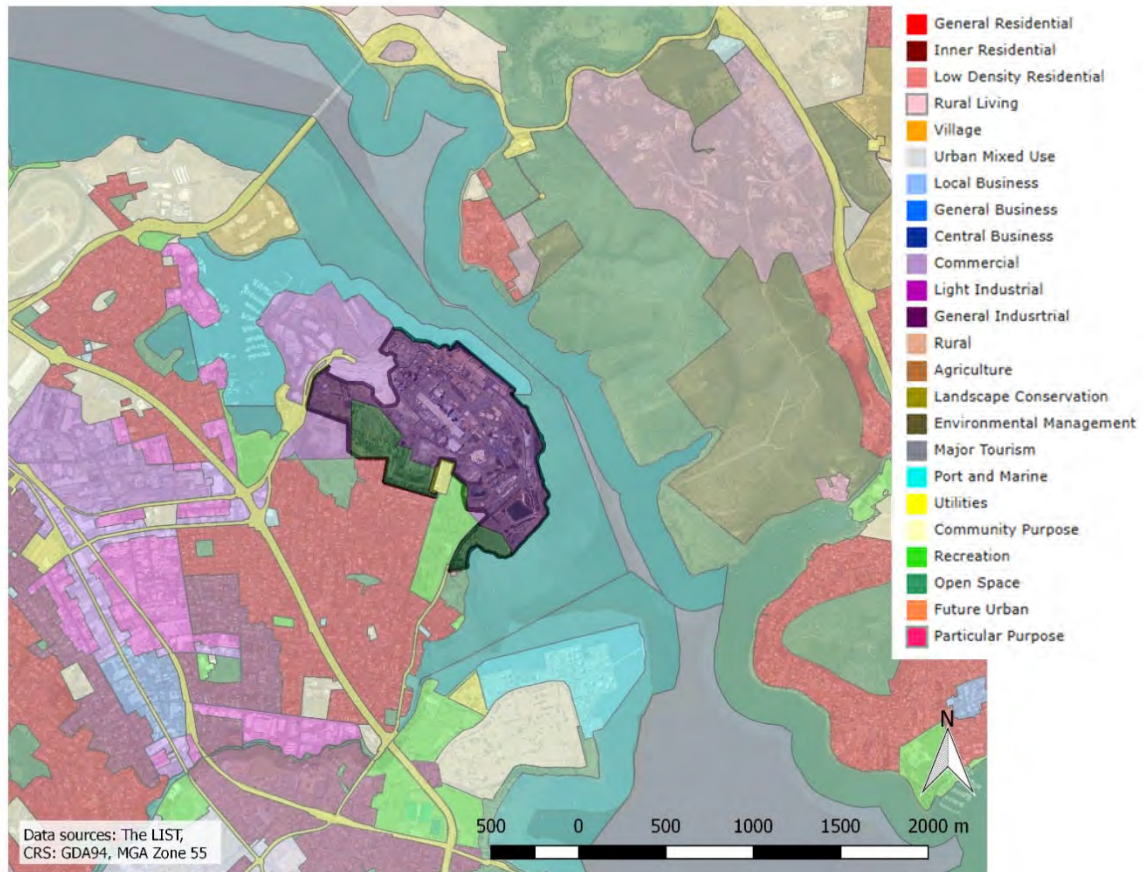 General Residential
Inner Residential
Low Density Residential
Rural Living
Village
Urban Mixed Use
Local Business
General Business
Central Business
Commercial
Light Industrial
General Indusrtrial
Rural
Agriculture
Landscape Conservation
Environmental Management
Major Tourism
Port and Marine
Utilities
Community Purpose
Recreation
Open Space
Future Urban
Particular Purpose
N
Data sources: The LIST,
CRS: GDA94, MGA Zone 55
500 0 500 1000 1500 2000 m